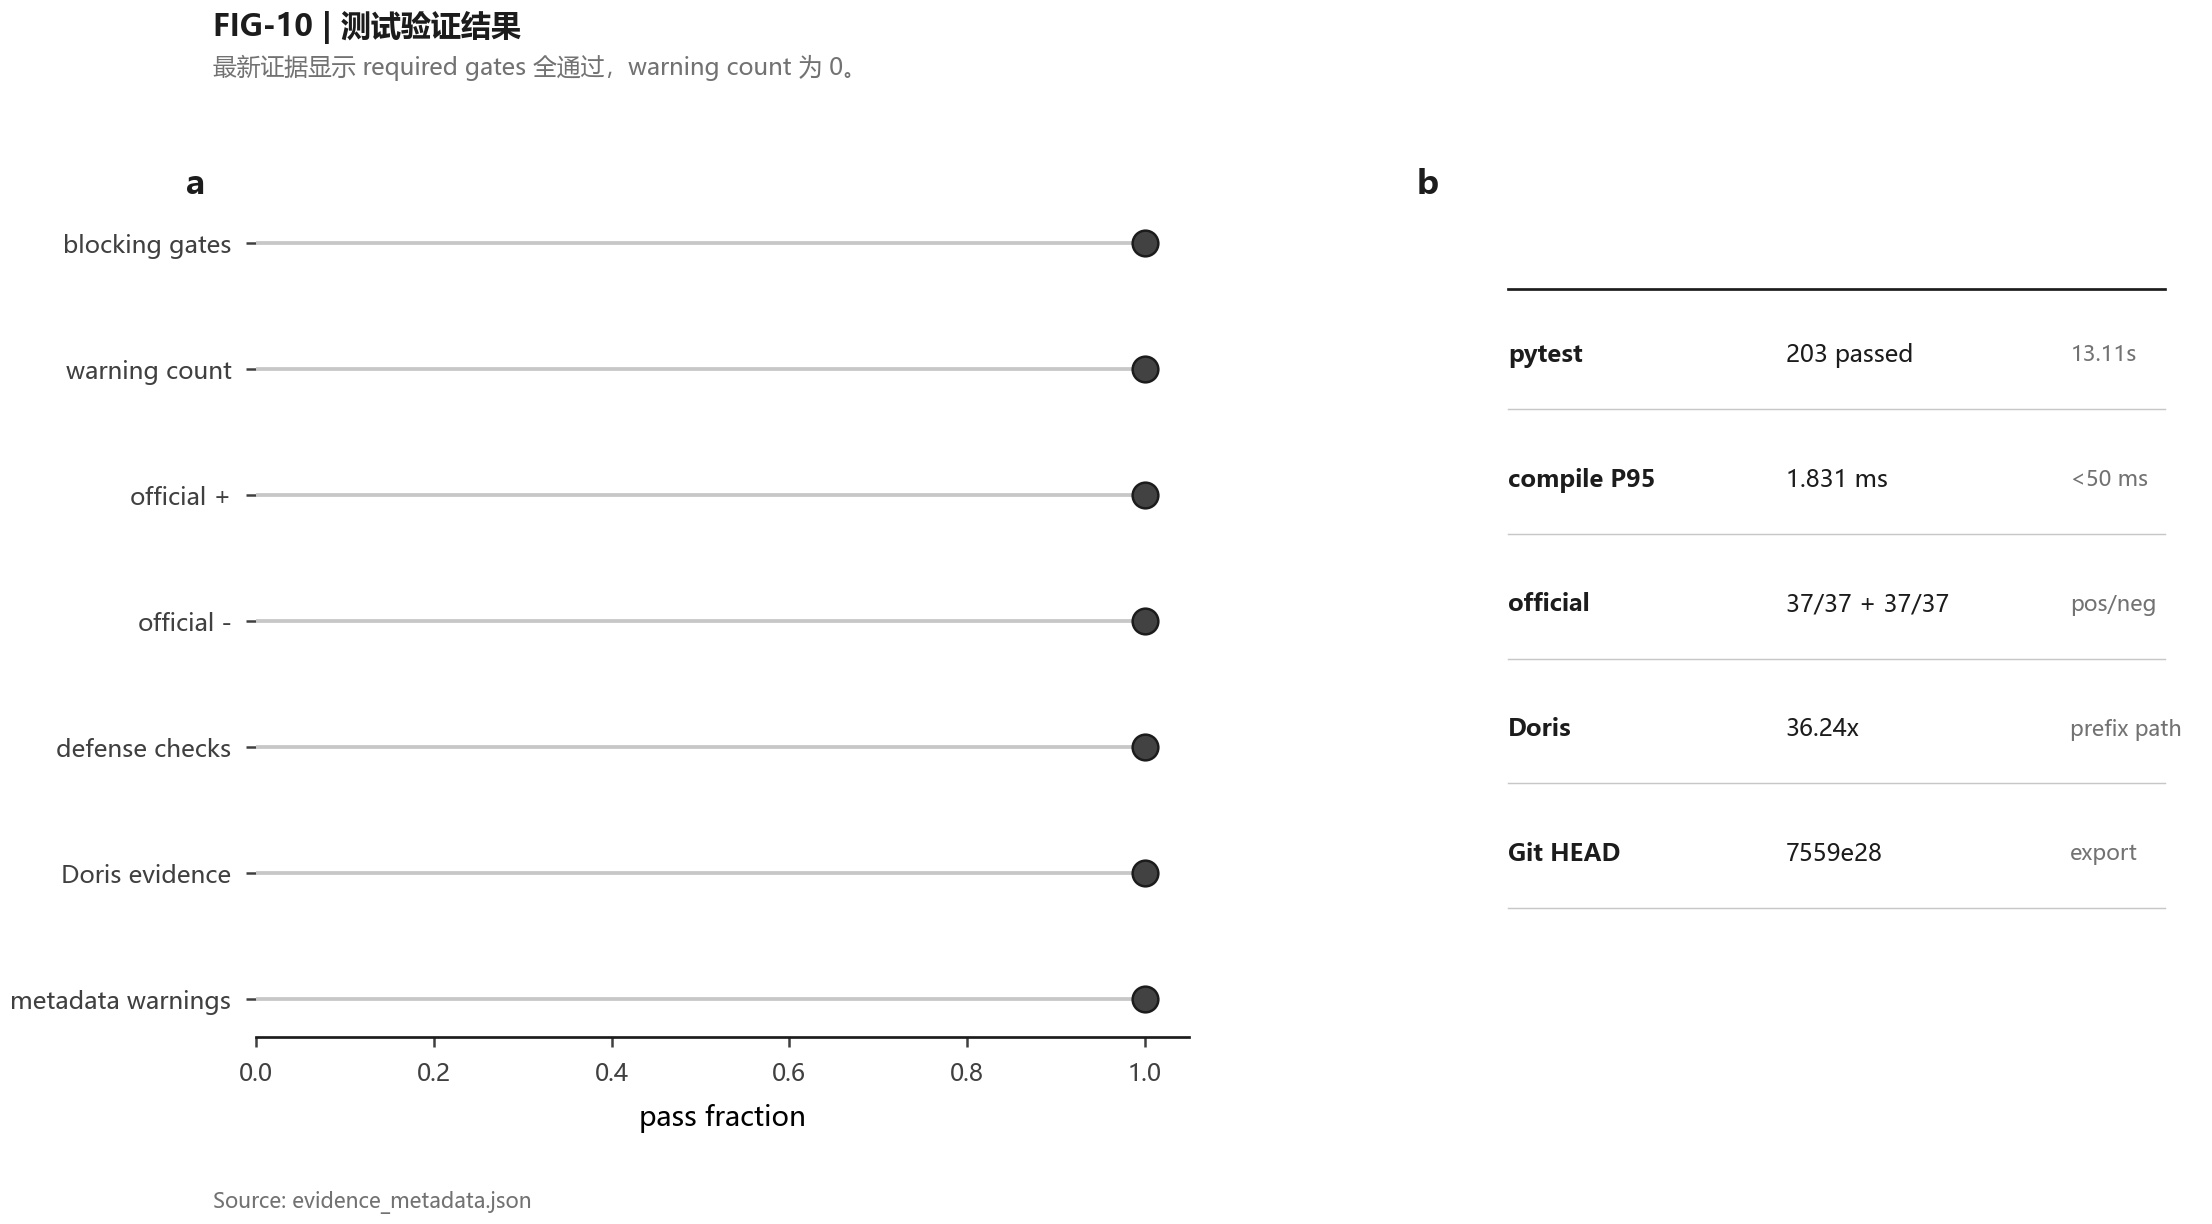 FIG-10 | 测试验证结果
最新证据显示 required gates 全通过，warning count 为 0。
a
blocking gates
warning count
official +
official -
defense checks
Doris evidence
metadata warnings
0.0 0.2 0.4 0.6 0.8 1.0
pass fraction
b
pytest 203 passed 13.11s
compile P95 1.831 ms <50 ms
official 37/37 + 37/37 pos/neg
Doris 36.24x prefix path
Git HEAD 7559e28 export
Source: evidence_metadata.json